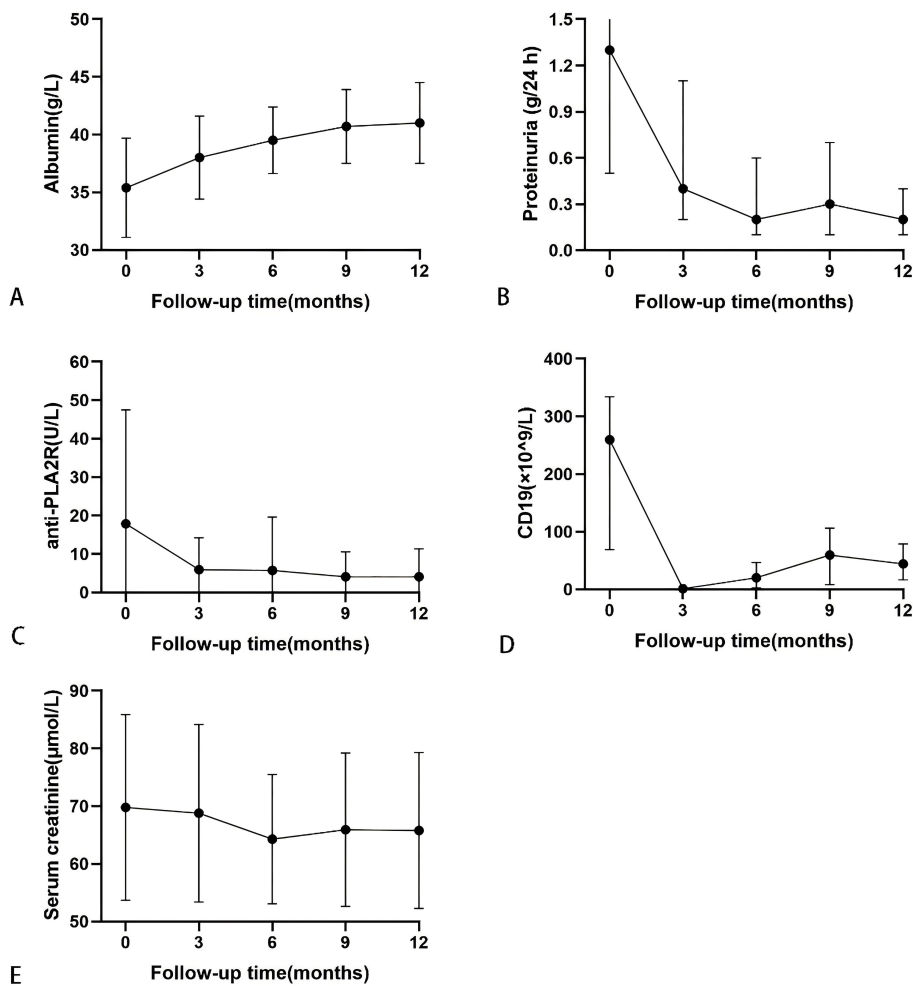 50
45
40
35
30
Albumin(g/L)
0 3 6 9 12
Follow-up time(months)
A
1.5
1.2
0.9
0.6
0.3
0.0
Proteinuria (g/24 h)
0 3 6 9 12
Follow-up time(months)
B
60
50
40
30
20
10
0
anti-PLA2R(U/L)
0 3 6 9 12
Follow-up time(months)
C
400
300
200
100
0
CD19(×10^9/L)
0 3 6 9 12
Follow-up time(months)
D
90
80
70
60
50
Serum creatinine(μmol/L)
0 3 6 9 12
Follow-up time(months)
E